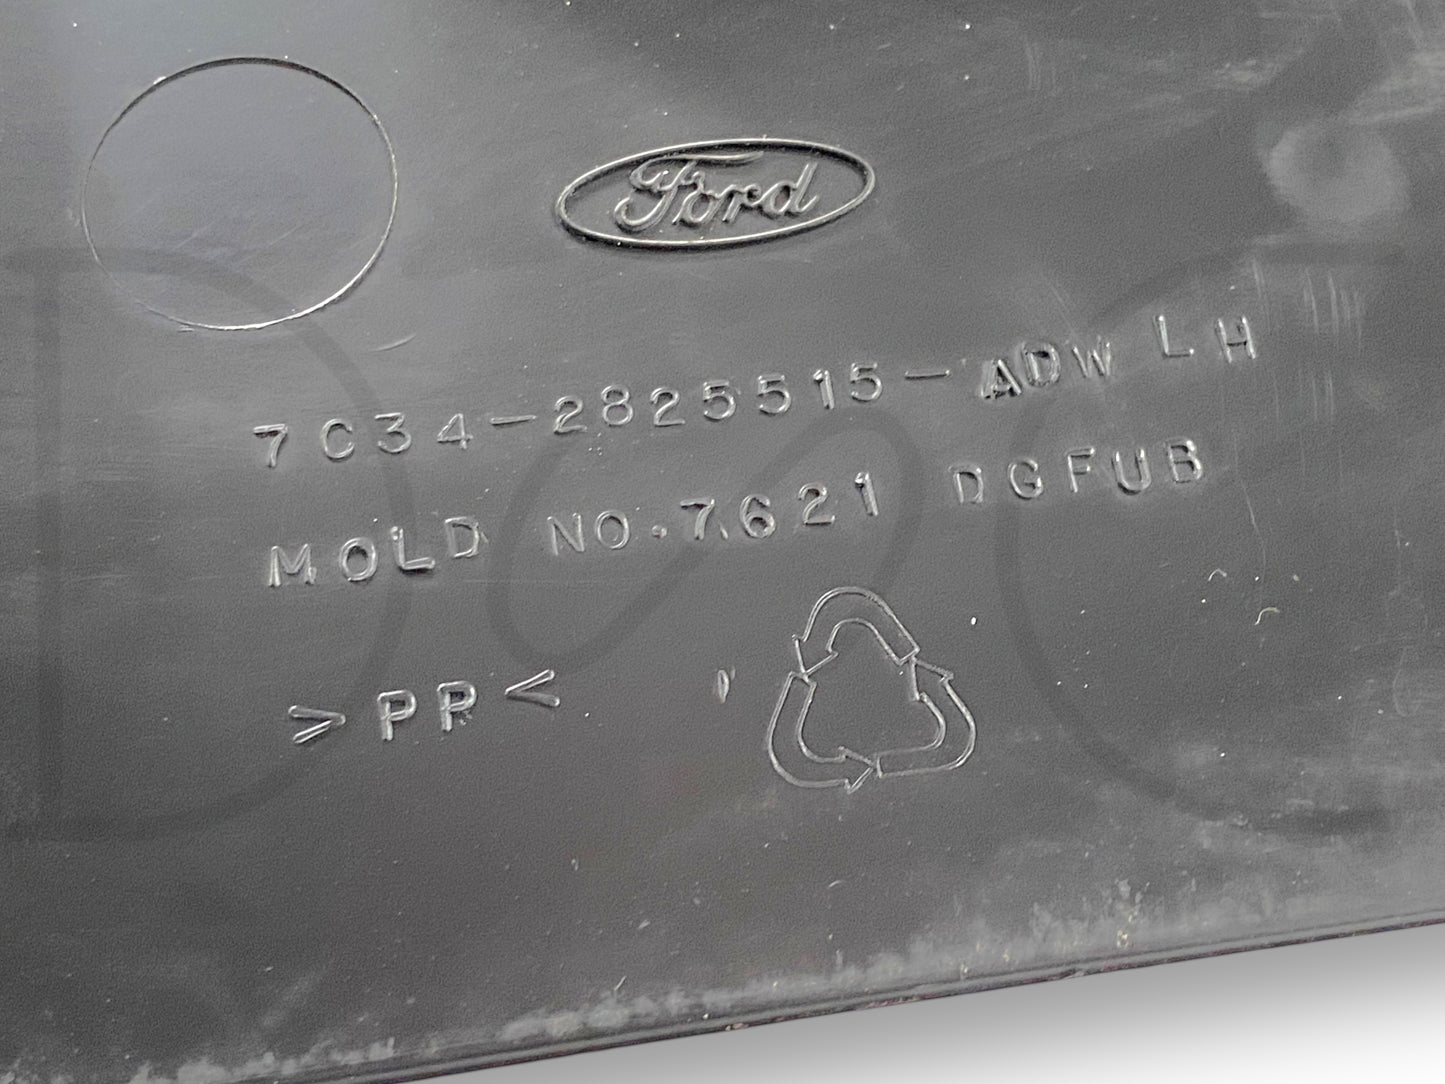 Ford
7C34-2825515-ADW LH
MOLD NO.7621 DGFUB
>PP<